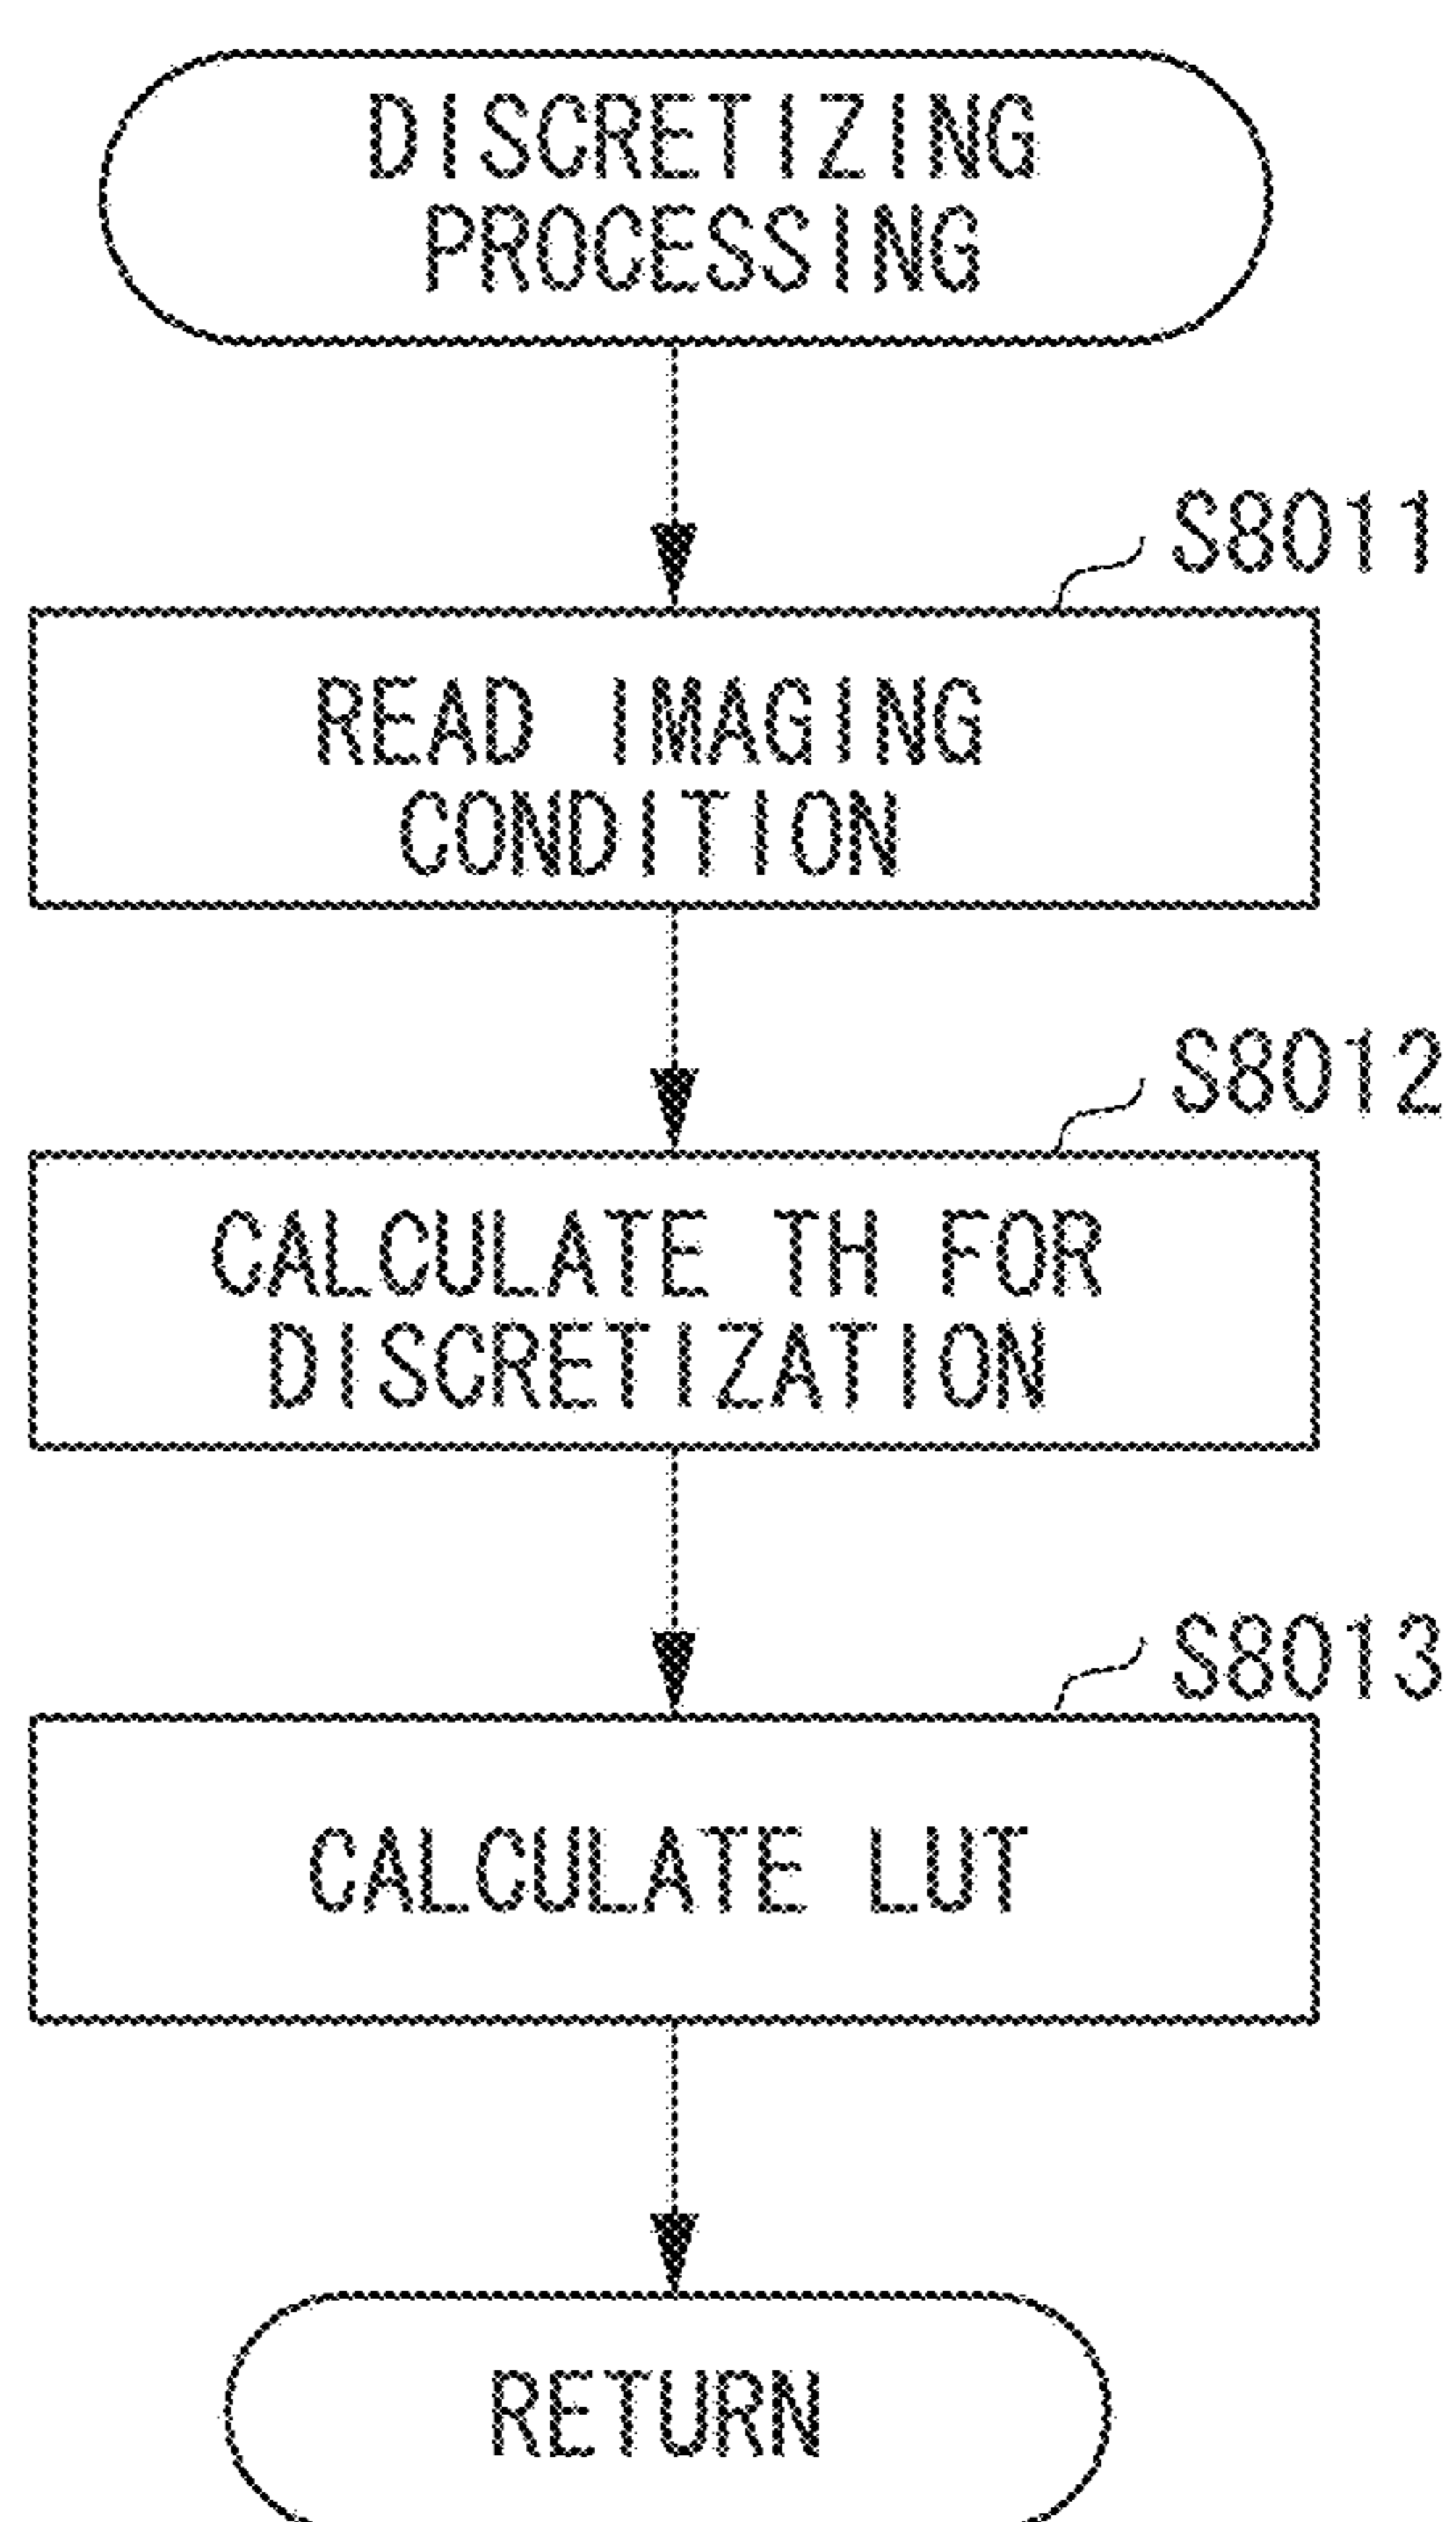 DISCRETIZING
PROCESSING
S8011
READ IMAGING
CONDITION
S8012
CALCULATE TH FOR
DISCRETIZATION
S8013
CALCULATE LUT
RETURN